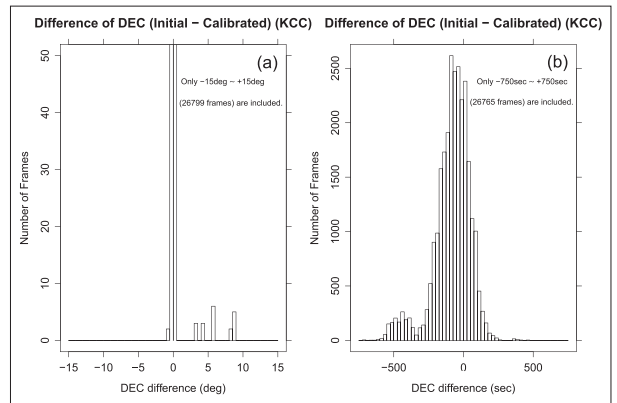 Difference of DEC (Initial − Calibrated) (KCC)
(a)
Only −15deg ~ +15deg
(26799 frames) are included.
Number of Frames
0
10
20
30
40
50
−15
−10
−5
0
5
10
15
DEC difference (deg)
Difference of DEC (Initial − Calibrated) (KCC)
(b)
Only −750sec ~ +750sec
(26765 frames) are included.
Number of Frames
0
500
1000
1500
2000
2500
−500
0
500
DEC difference (sec)